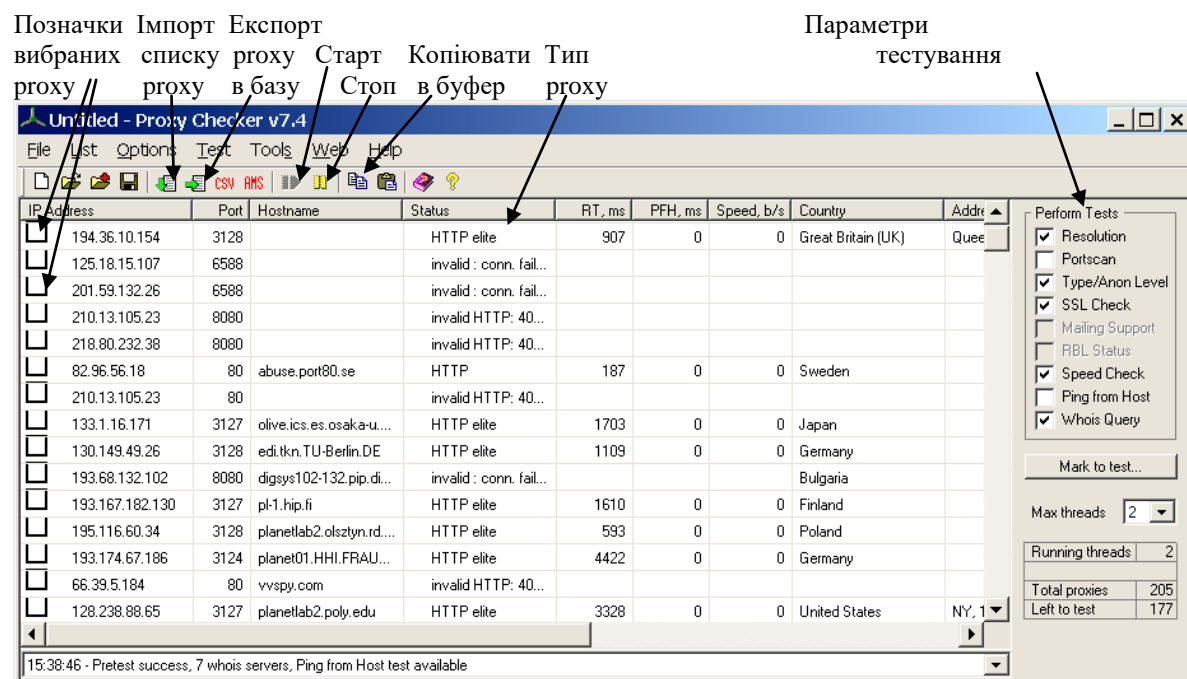 Позначки Імпорт Експорт Параметри
вибраних списку proxy Старт Копіювати Тип тестування
proxy proxy в базу Стоп в буфер proxy
Untitled - Proxy Checker v7.4
File List Options Test Tools Web Help
CSV AMS
IP Address Port Hostname Status RT, ms PFH, ms Speed, b/s Country Addre
194.36.10.154 3128 HTTP elite 907 0 0 Great Britain (UK) Quee
125.18.15.107 6588 invalid : conn. fail...
201.59.132.26 6588 invalid : conn. fail...
210.13.105.23 8080 invalid HTTP: 40...
218.80.232.38 8080 invalid HTTP: 40...
82.96.56.18 80 abuse.port80.se HTTP 187 0 0 Sweden
210.13.105.23 80 invalid HTTP: 40...
133.1.16.171 3127 olive.ics.es.osaka-u.... HTTP elite 1703 0 0 Japan
130.149.49.26 3128 edi.tkn.TU-Berlin.DE HTTP elite 1109 0 0 Germany
193.68.132.102 8080 digsys102-132.pip.di... invalid : conn. fail... Bulgaria
193.167.182.130 3127 pl-1.hip.fi HTTP elite 1610 0 0 Finland
195.116.60.34 3128 planetlab2.olsztyn.rd.... HTTP elite 593 0 0 Poland
193.174.67.186 3124 planet01.HHI.FRAU... HTTP elite 4422 0 0 Germany
66.39.5.184 80 vvspy.com invalid HTTP: 40...
128.238.88.65 3127 planetlab2.poly.edu HTTP elite 3328 0 0 United States NY, 1
Perform Tests
Resolution
Portscan
Type/Anon Level
SSL Check
Mailing Support
RBL Status
Speed Check
Ping from Host
Whois Query
Mark to test...
Max threads 2
Running threads 2
Total proxies 205
Left to test 177
15:38:46 - Pretest success, 7 whois servers, Ping from Host test available